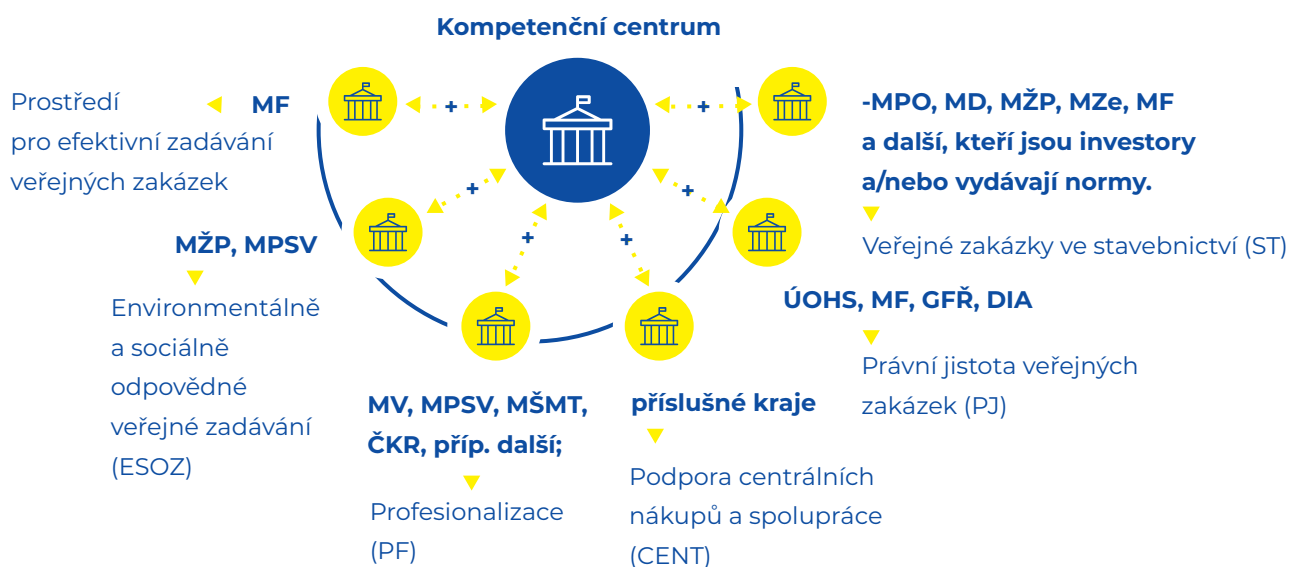 Kompetenční centrum
MF
Prostředí
pro efektivní zadávání
veřejných zakázek
MŽP, MPSV
Environmentálně
a sociálně
odpovědné
veřejné zadávání
(ESOZ)
MV, MPSV, MŠMT,
ČKR, příp. další;
Profesionalizace
(PF)
příslušné kraje
Podpora centrálních
nákupů a spolupráce
(CENT)
ÚOHS, MF, GFŘ, DIA
Právní jistota veřejných
zakázek (PJ)
-MPO, MD, MŽP, MZe, MF
a další, kteří jsou investory
a/nebo vydávají normy.
Veřejné zakázky ve stavebnictví (ST)
+
+
+
+
+
+